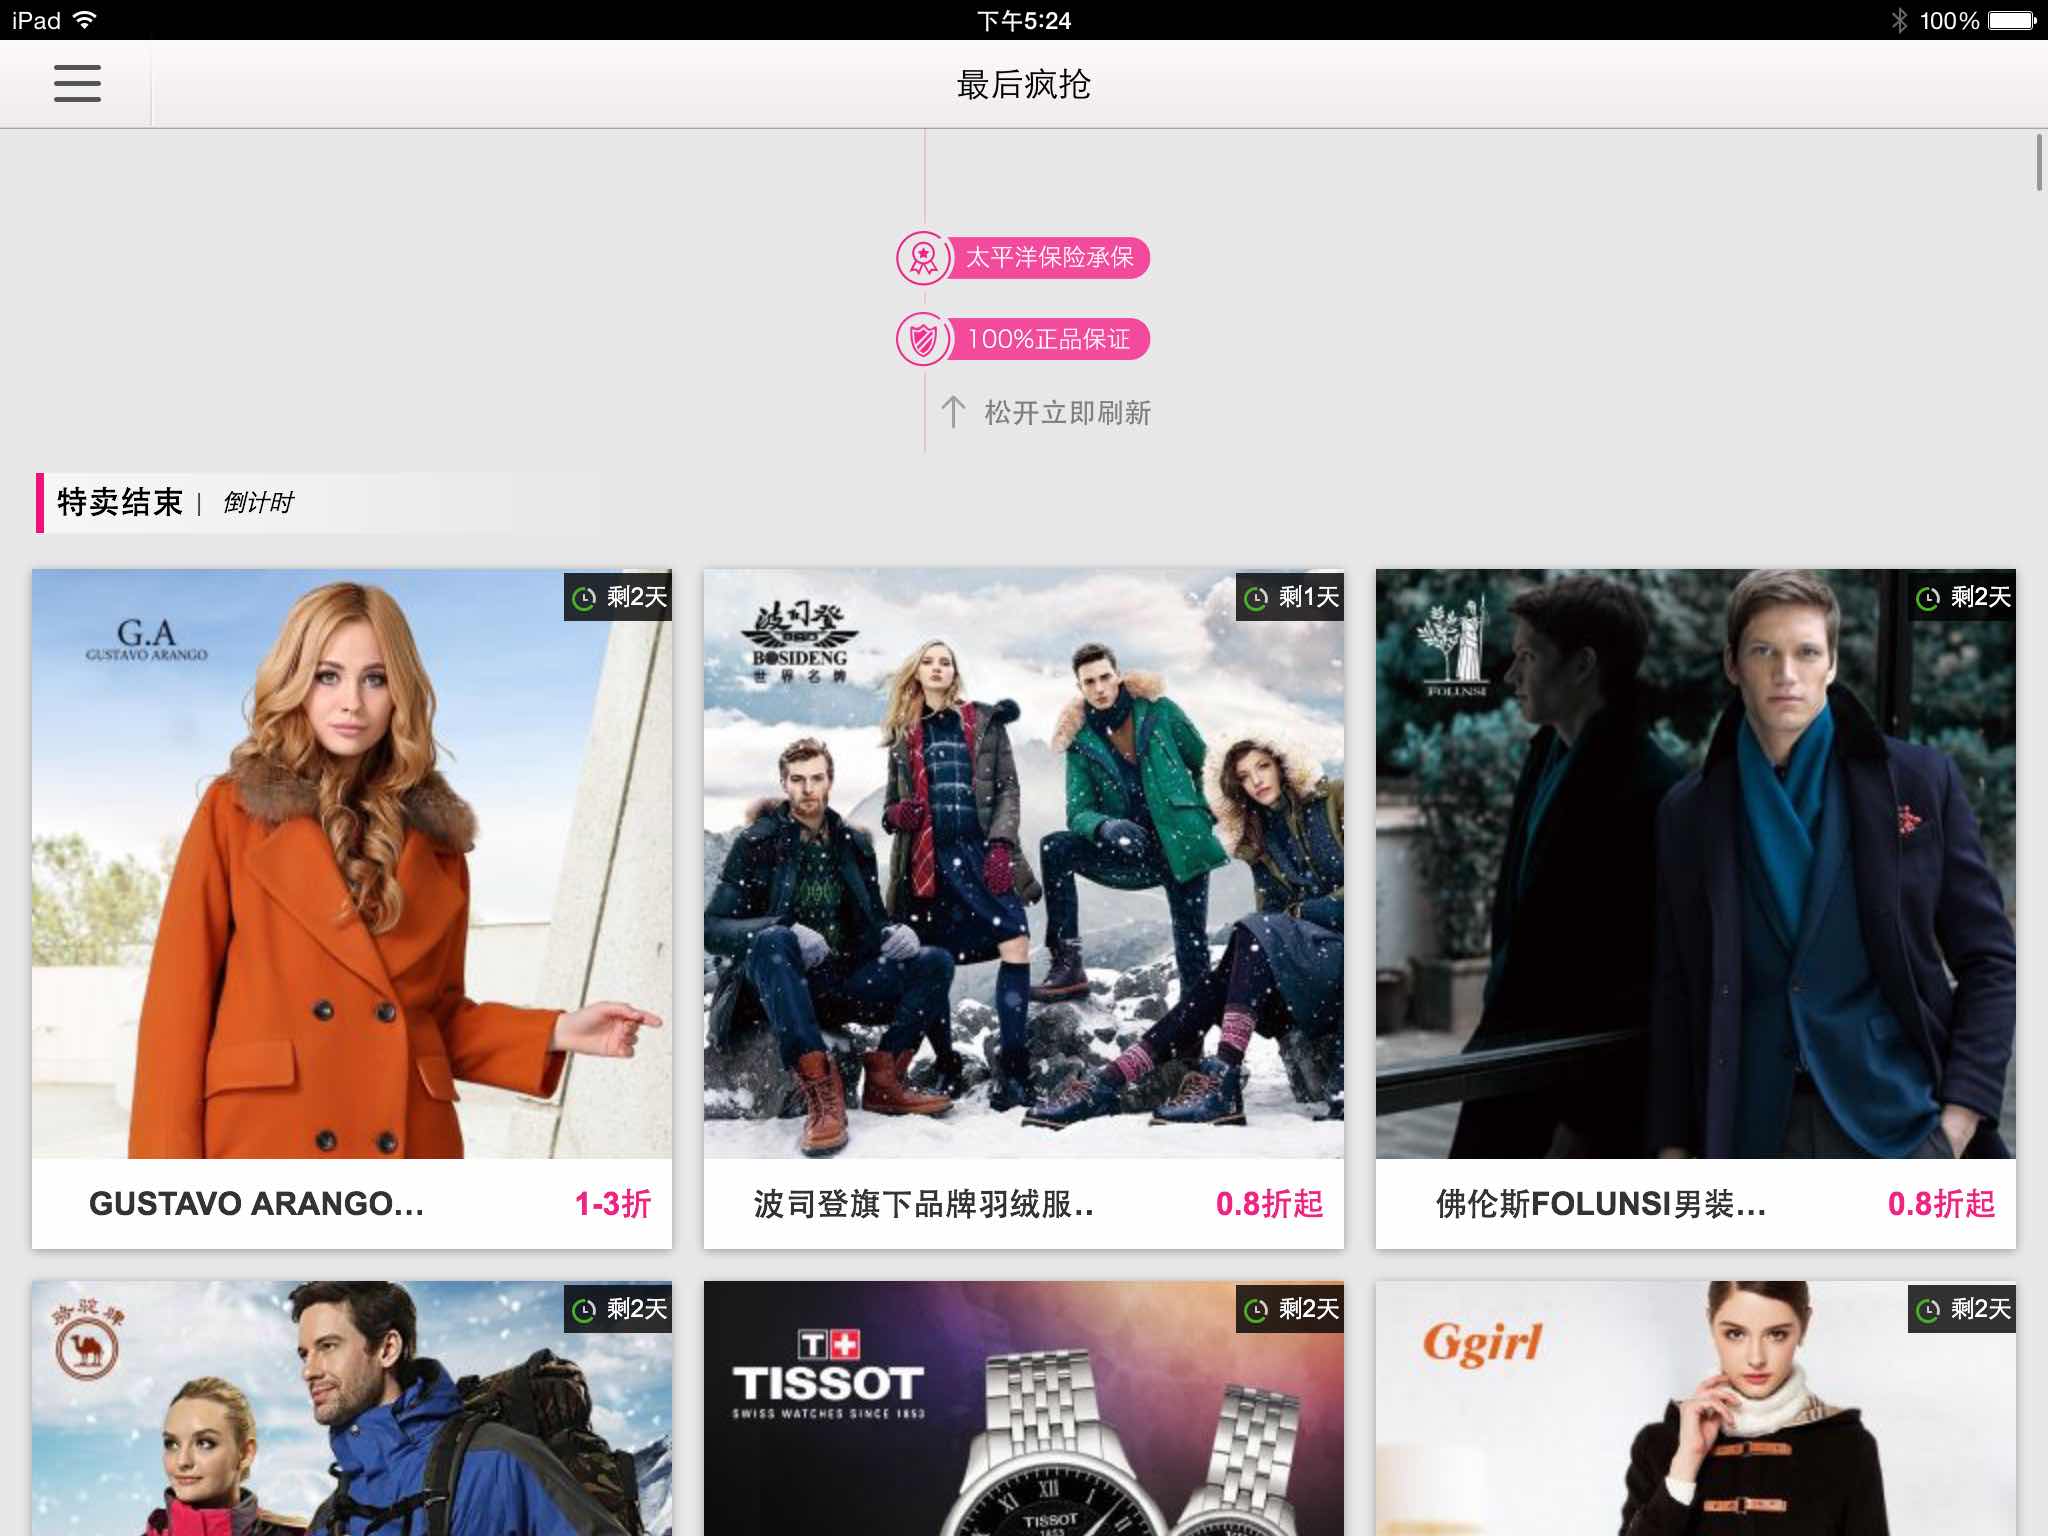 iPad
下午5:24
100%
最后疯抢
太平洋保险承保
100%正品保证
松开立即刷新
特卖结束 | 倒计时
剩2天
G.A
GUSTAVO ARANGO
GUSTAVO ARANGO...
1-3折
剩1天
波司登
BOSIDENG
世界名牌
波司登旗下品牌羽绒服..
0.8折起
剩2天
FOLUNSI
佛伦斯FOLUNSI男装...
0.8折起
剩2天
骆驼牌
剩2天
T+
TISSOT
SWISS WATCHES SINCE 1853
XI XII I
TISSOT
1853
剩2天
Ggirl